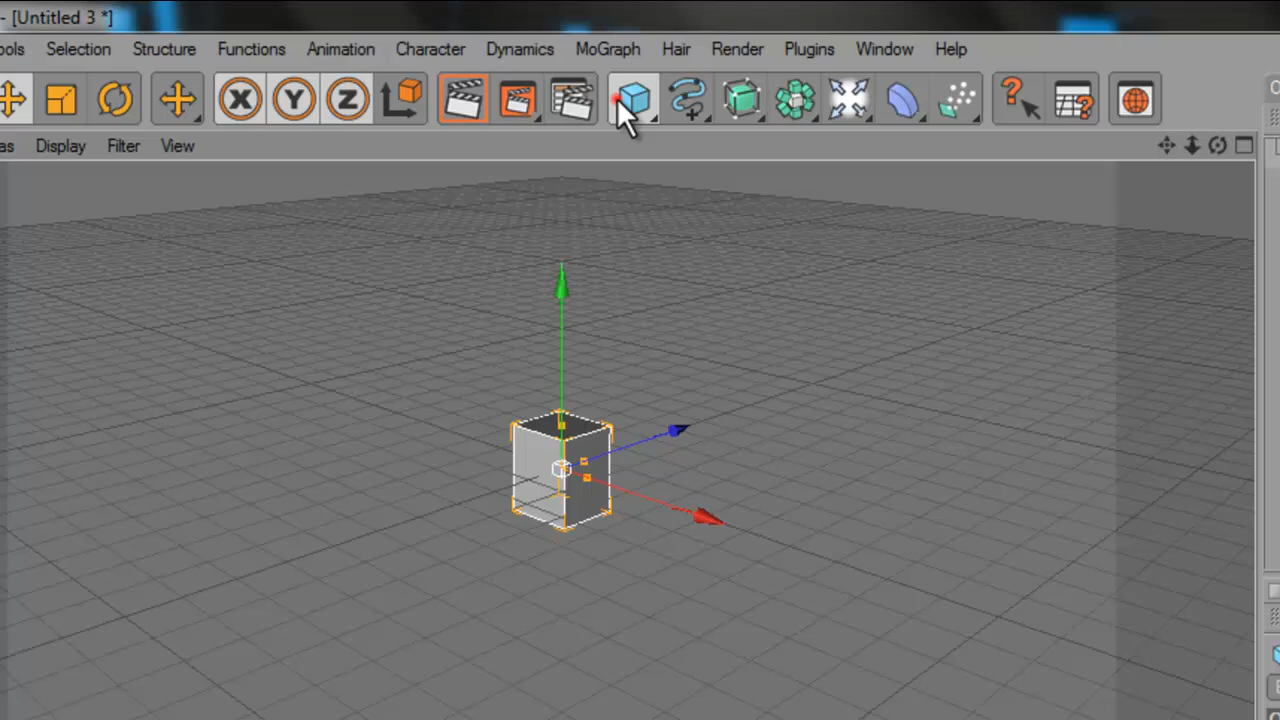 - [Untitled 3 *]
ools Selection Structure Functions Animation Character Dynamics MoGraph Hair Render Plugins Window Help
X Y Z ? ?
as Display Filter View